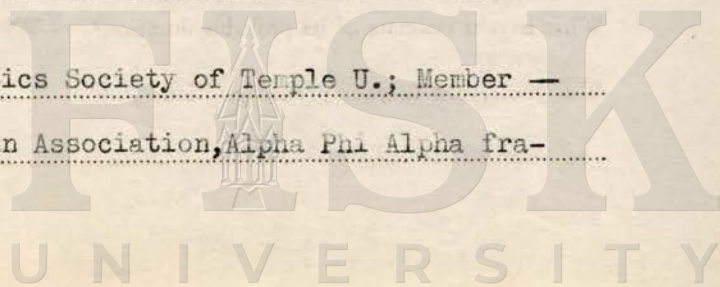 ics Society of Temple U.; Member —
n Association,Alpha Phi Alpha fra-
FISK
UNIVERSITY